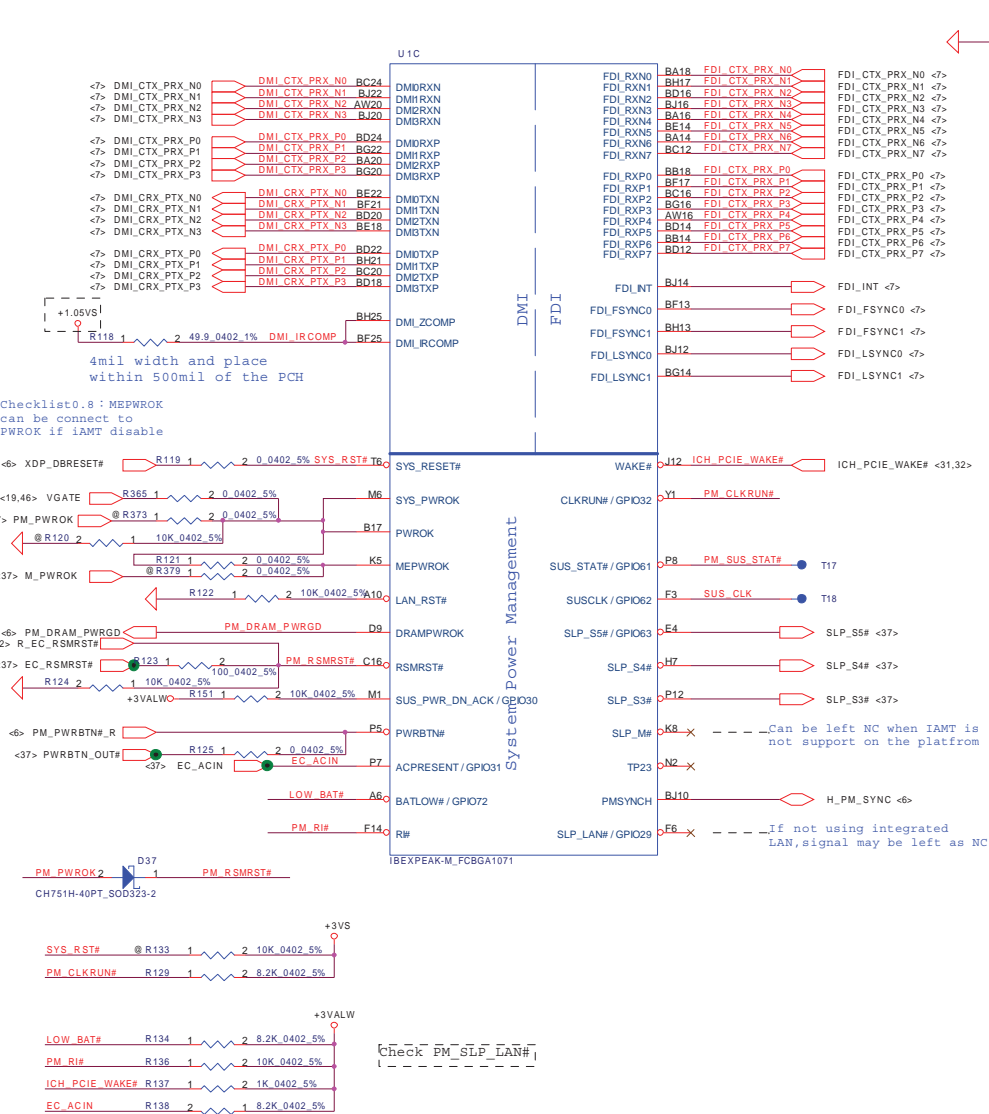 U1C
<7> DMI_CTX_PRX_N0 DMI_CTX_PRX_N0 BC24 DMI0RXN FDI_RXN0 BA18 FDI_CTX_PRX_N0 FDI_CTX_PRX_N0 <7>
<7> DMI_CTX_PRX_N1 DMI_CTX_PRX_N1 BJ22 DMI1RXN FDI_RXN1 BH17 FDI_CTX_PRX_N1 FDI_CTX_PRX_N1 <7>
<7> DMI_CTX_PRX_N2 DMI_CTX_PRX_N2 AW20 DMI2RXN FDI_RXN2 BD16 FDI_CTX_PRX_N2 FDI_CTX_PRX_N2 <7>
<7> DMI_CTX_PRX_N3 DMI_CTX_PRX_N3 BJ20 DMI3RXN FDI_RXN3 BJ16 FDI_CTX_PRX_N3 FDI_CTX_PRX_N3 <7>
FDI_RXN4 BA16 FDI_CTX_PRX_N4 FDI_CTX_PRX_N4 <7>
FDI_RXN5 BE14 FDI_CTX_PRX_N5 FDI_CTX_PRX_N5 <7>
<7> DMI_CTX_PRX_P0 DMI_CTX_PRX_P0 BD24 DMI0RXP FDI_RXN6 BA14 FDI_CTX_PRX_N6 FDI_CTX_PRX_N6 <7>
<7> DMI_CTX_PRX_P1 DMI_CTX_PRX_P1 BG22 DMI1RXP FDI_RXN7 BC12 FDI_CTX_PRX_N7 FDI_CTX_PRX_N7 <7>
<7> DMI_CTX_PRX_P2 DMI_CTX_PRX_P2 BA20 DMI2RXP
<7> DMI_CTX_PRX_P3 DMI_CTX_PRX_P3 BG20 DMI3RXP FDI_RXP0 BB18 FDI_CTX_PRX_P0 FDI_CTX_PRX_P0 <7>
FDI_RXP1 BF17 FDI_CTX_PRX_P1 FDI_CTX_PRX_P1 <7>
<7> DMI_CRX_PTX_N0 DMI_CRX_PTX_N0 BE22 DMI0TXN FDI_RXP2 BC16 FDI_CTX_PRX_P2 FDI_CTX_PRX_P2 <7>
<7> DMI_CRX_PTX_N1 DMI_CRX_PTX_N1 BF21 DMI1TXN FDI_RXP3 BG16 FDI_CTX_PRX_P3 FDI_CTX_PRX_P3 <7>
<7> DMI_CRX_PTX_N2 DMI_CRX_PTX_N2 BD20 DMI2TXN FDI_RXP4 AW16 FDI_CTX_PRX_P4 FDI_CTX_PRX_P4 <7>
<7> DMI_CRX_PTX_N3 DMI_CRX_PTX_N3 BE18 DMI3TXN FDI_RXP5 BD14 FDI_CTX_PRX_P5 FDI_CTX_PRX_P5 <7>
FDI_RXP6 BB14 FDI_CTX_PRX_P6 FDI_CTX_PRX_P6 <7>
<7> DMI_CRX_PTX_P0 DMI_CRX_PTX_P0 BD22 DMI0TXP FDI_RXP7 BD12 FDI_CTX_PRX_P7 FDI_CTX_PRX_P7 <7>
<7> DMI_CRX_PTX_P1 DMI_CRX_PTX_P1 BH21 DMI1TXP
<7> DMI_CRX_PTX_P2 DMI_CRX_PTX_P2 BC20 DMI2TXP
<7> DMI_CRX_PTX_P3 DMI_CRX_PTX_P3 BD18 DMI3TXP FDI_INT BJ14 FDI_INT <7>
DMI
FDI
+1.05VS BH25 DMI_ZCOMP FDI_FSYNC0 BF13 FDI_FSYNC0 <7>
R118 1 2 49.9_0402_1% DMI_IRCOMP BF25 DMI_IRCOMP FDI_FSYNC1 BH13 FDI_FSYNC1 <7>
FDI_LSYNC0 BJ12 FDI_LSYNC0 <7>
4mil width and place
within 500mil of the PCH
FDI_LSYNC1 BG14 FDI_LSYNC1 <7>
Checklist0.8：MEPWROK
can be connect to
PWROK if iAMT disable
<6> XDP_DBRESET# R119 1 2 0_0402_5% SYS_RST# T6 SYS_RESET# WAKE# J12 ICH_PCIE_WAKE# ICH_PCIE_WAKE# <31,32>
<19,46> VGATE R365 1 2 0_0402_5% M6 SYS_PWROK CLKRUN# / GPIO32 Y1 PM_CLKRUN#
7> PM_PWROK @ R373 1 2 0_0402_5%
@ R120 2 1 10K_0402_5% B17 PWROK
System Power Management
R121 1 2 0_0402_5% K5 MEPWROK SUS_STAT# / GPIO61 P8 PM_SUS_STAT# T17
37> M_PWROK @ R379 1 2 0_0402_5%
R122 1 2 10K_0402_5% A10 LAN_RST# SUSCLK / GPIO62 F3 SUS_CLK T18
<6> PM_DRAM_PWRGD PM_DRAM_PWRGD D9 DRAMPWROK SLP_S5# / GPIO63 E4 SLP_S5# <37>
2> R_EC_RSMRST#
37> EC_RSMRST# R123 1 2 100_0402_5% PM_RSMRST# C16 RSMRST# SLP_S4# H7 SLP_S4# <37>
R124 2 1 10K_0402_5%
+3VALW R151 1 2 10K_0402_5% M1 SUS_PWR_DN_ACK / GPIO30 SLP_S3# P12 SLP_S3# <37>
<6> PM_PWRBTN#_R P5 PWRBTN# SLP_M# K8 Can be left NC when IAMT is
not support on the platfrom
<37> PWRBTN_OUT# R125 1 2 0_0402_5%
<37> EC_ACIN EC_ACIN P7 ACPRESENT / GPIO31 TP23 N2
LOW_BAT# A6 BATLOW# / GPIO72 PMSYNCH BJ10 H_PM_SYNC <6>
PM_RI# F14 RI# SLP_LAN# / GPIO29 F6 If not using integrated
LAN,signal may be left as NC
IBEXPEAK-M_FCBGA1071
D37
PM_PWROK 2 1 PM_RSMRST#
CH751H-40PT_SOD323-2
+3VS
SYS_RST# @ R133 1 2 10K_0402_5%
PM_CLKRUN# R129 1 2 8.2K_0402_5%
+3VALW
LOW_BAT# R134 1 2 8.2K_0402_5%
Check PM_SLP_LAN#
PM_RI# R136 1 2 10K_0402_5%
ICH_PCIE_WAKE# R137 1 2 1K_0402_5%
EC_ACIN R138 2 1 8.2K_0402_5%